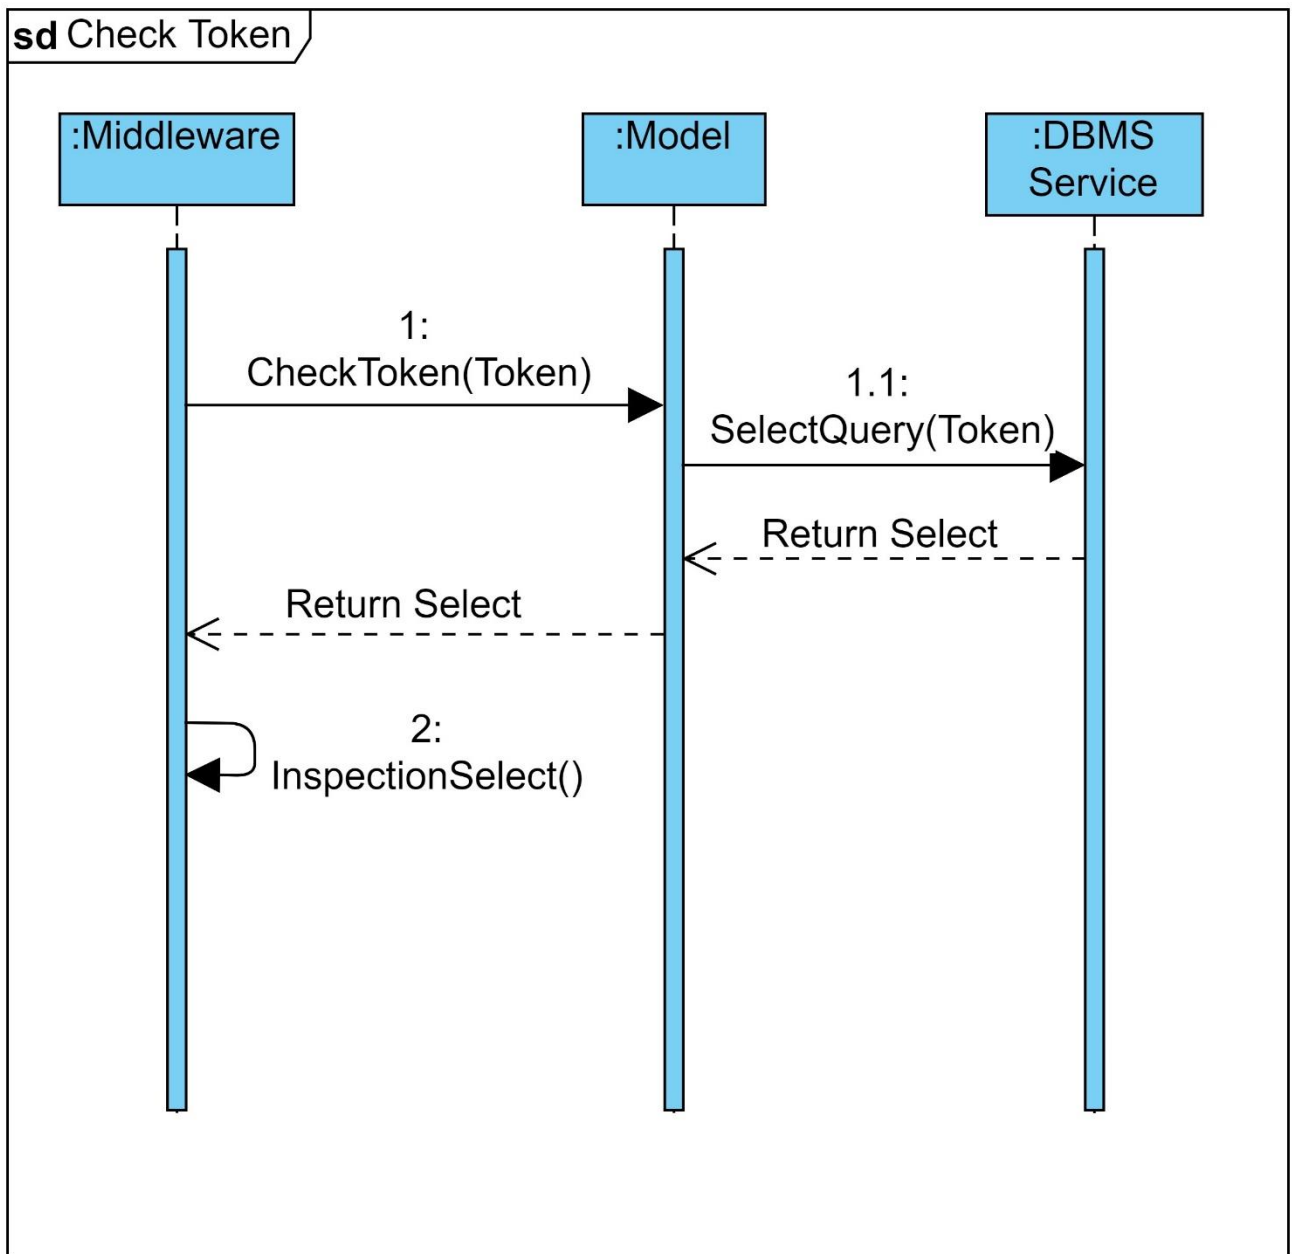 sd Check Token
:Middleware
:Model
:DBMS
Service
1:
CheckToken(Token)
1.1:
SelectQuery(Token)
Return Select
Return Select
2:
InspectionSelect()